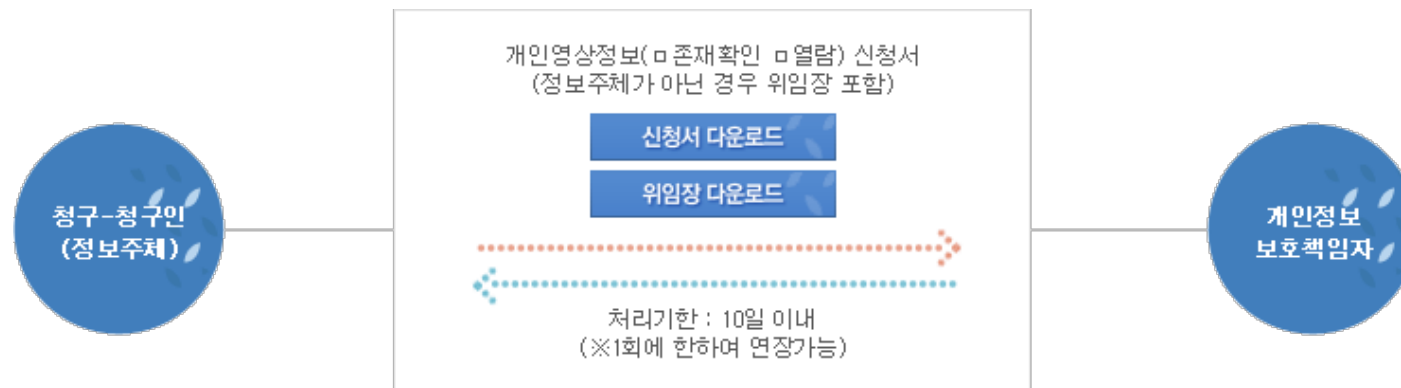 개인영상정보(□존재확인 □열람) 신청서
(정보주체가 아닌 경우 위임장 포함)
신청서 다운로드
위임장 다운로드
청구-청구인
(정보주체)
개인정보
보호책임자
처리기한 : 10일 이내
(※1회에 한하여 연장가능)